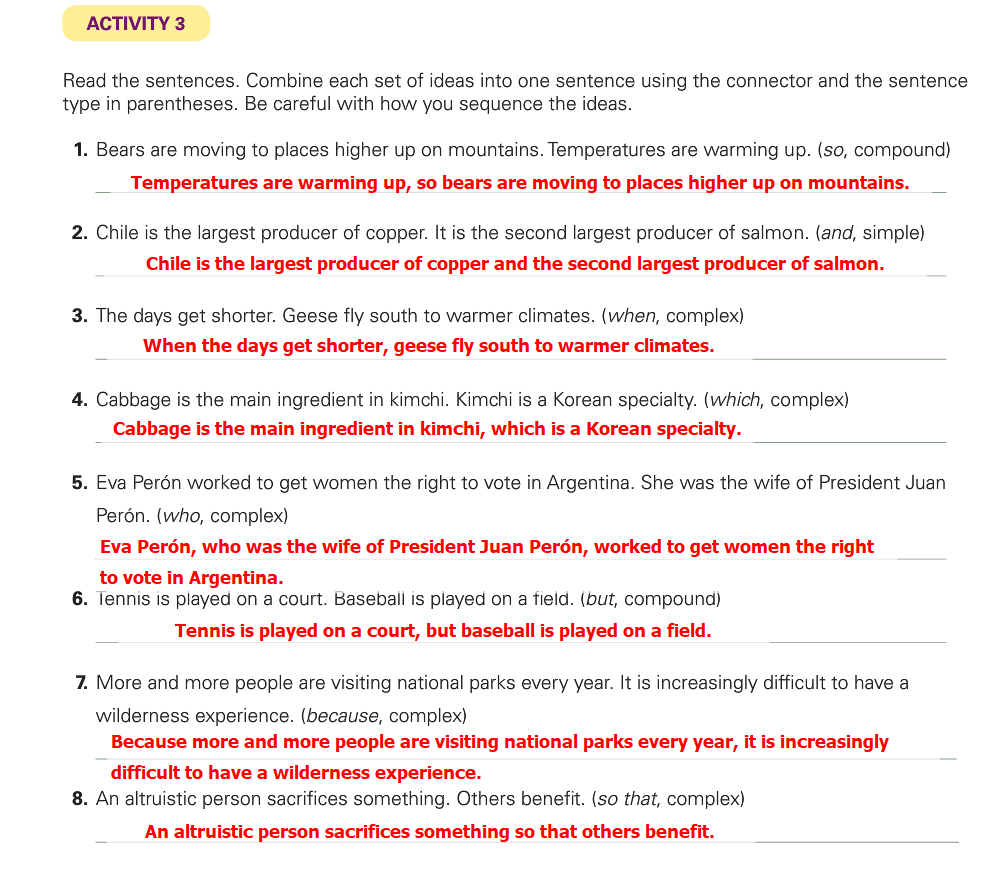 ACTIVITY 3
Read the sentences. Combine each set of ideas into one sentence using the connector and the sentence
type in parentheses. Be careful with how you sequence the ideas.
1. Bears are moving to places higher up on mountains. Temperatures are warming up. (so, compound)
Temperatures are warming up, so bears are moving to places higher up on mountains.
2. Chile is the largest producer of copper. It is the second largest producer of salmon. (and, simple)
Chile is the largest producer of copper and the second largest producer of salmon.
3. The days get shorter. Geese fly south to warmer climates. (when, complex)
When the days get shorter, geese fly south to warmer climates.
4. Cabbage is the main ingredient in kimchi. Kimchi is a Korean specialty. (which, complex)
Cabbage is the main ingredient in kimchi, which is a Korean specialty.
5. Eva Perón worked to get women the right to vote in Argentina. She was the wife of President Juan
Perón. (who, complex)
Eva Perón, who was the wife of President Juan Perón, worked to get women the right
to vote in Argentina.
6. Tennis is played on a court. Baseball is played on a field. (but, compound)
Tennis is played on a court, but baseball is played on a field.
7. More and more people are visiting national parks every year. It is increasingly difficult to have a
wilderness experience. (because, complex)
Because more and more people are visiting national parks every year, it is increasingly
difficult to have a wilderness experience.
8. An altruistic person sacrifices something. Others benefit. (so that, complex)
An altruistic person sacrifices something so that others benefit.